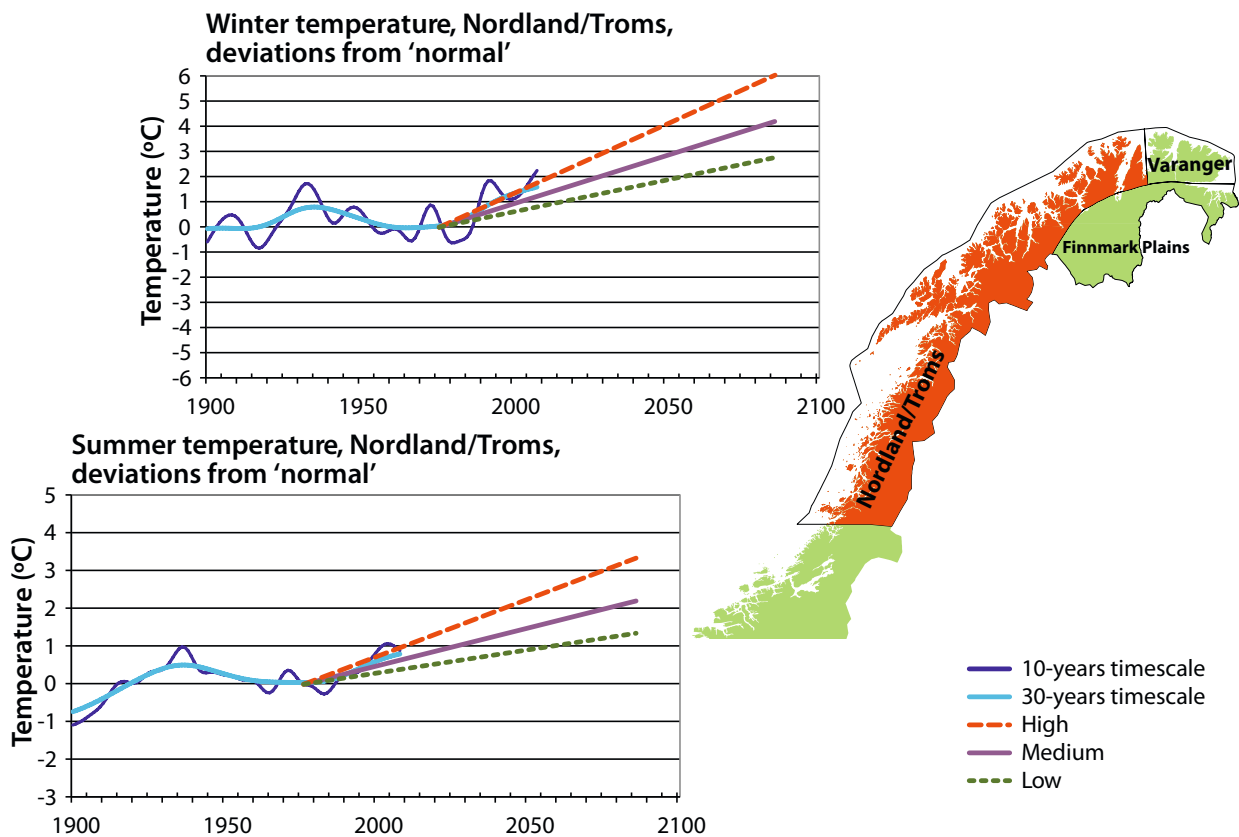 Winter temperature, Nordland/Troms,
deviations from ‘normal’
Temperature (ºC)
6
5
4
3
2
1
0
-1
-2
-3
-4
-5
-6
1900
1950
2000
2050
2100
Summer temperature, Nordland/Troms,
deviations from ‘normal’
Temperature (ºC)
5
4
3
2
1
0
-1
-2
-3
1900
1950
2000
2050
2100
Varanger
Finnmark Plains
Nordland/Troms
10-years timescale
30-years timescale
High
Medium
Low